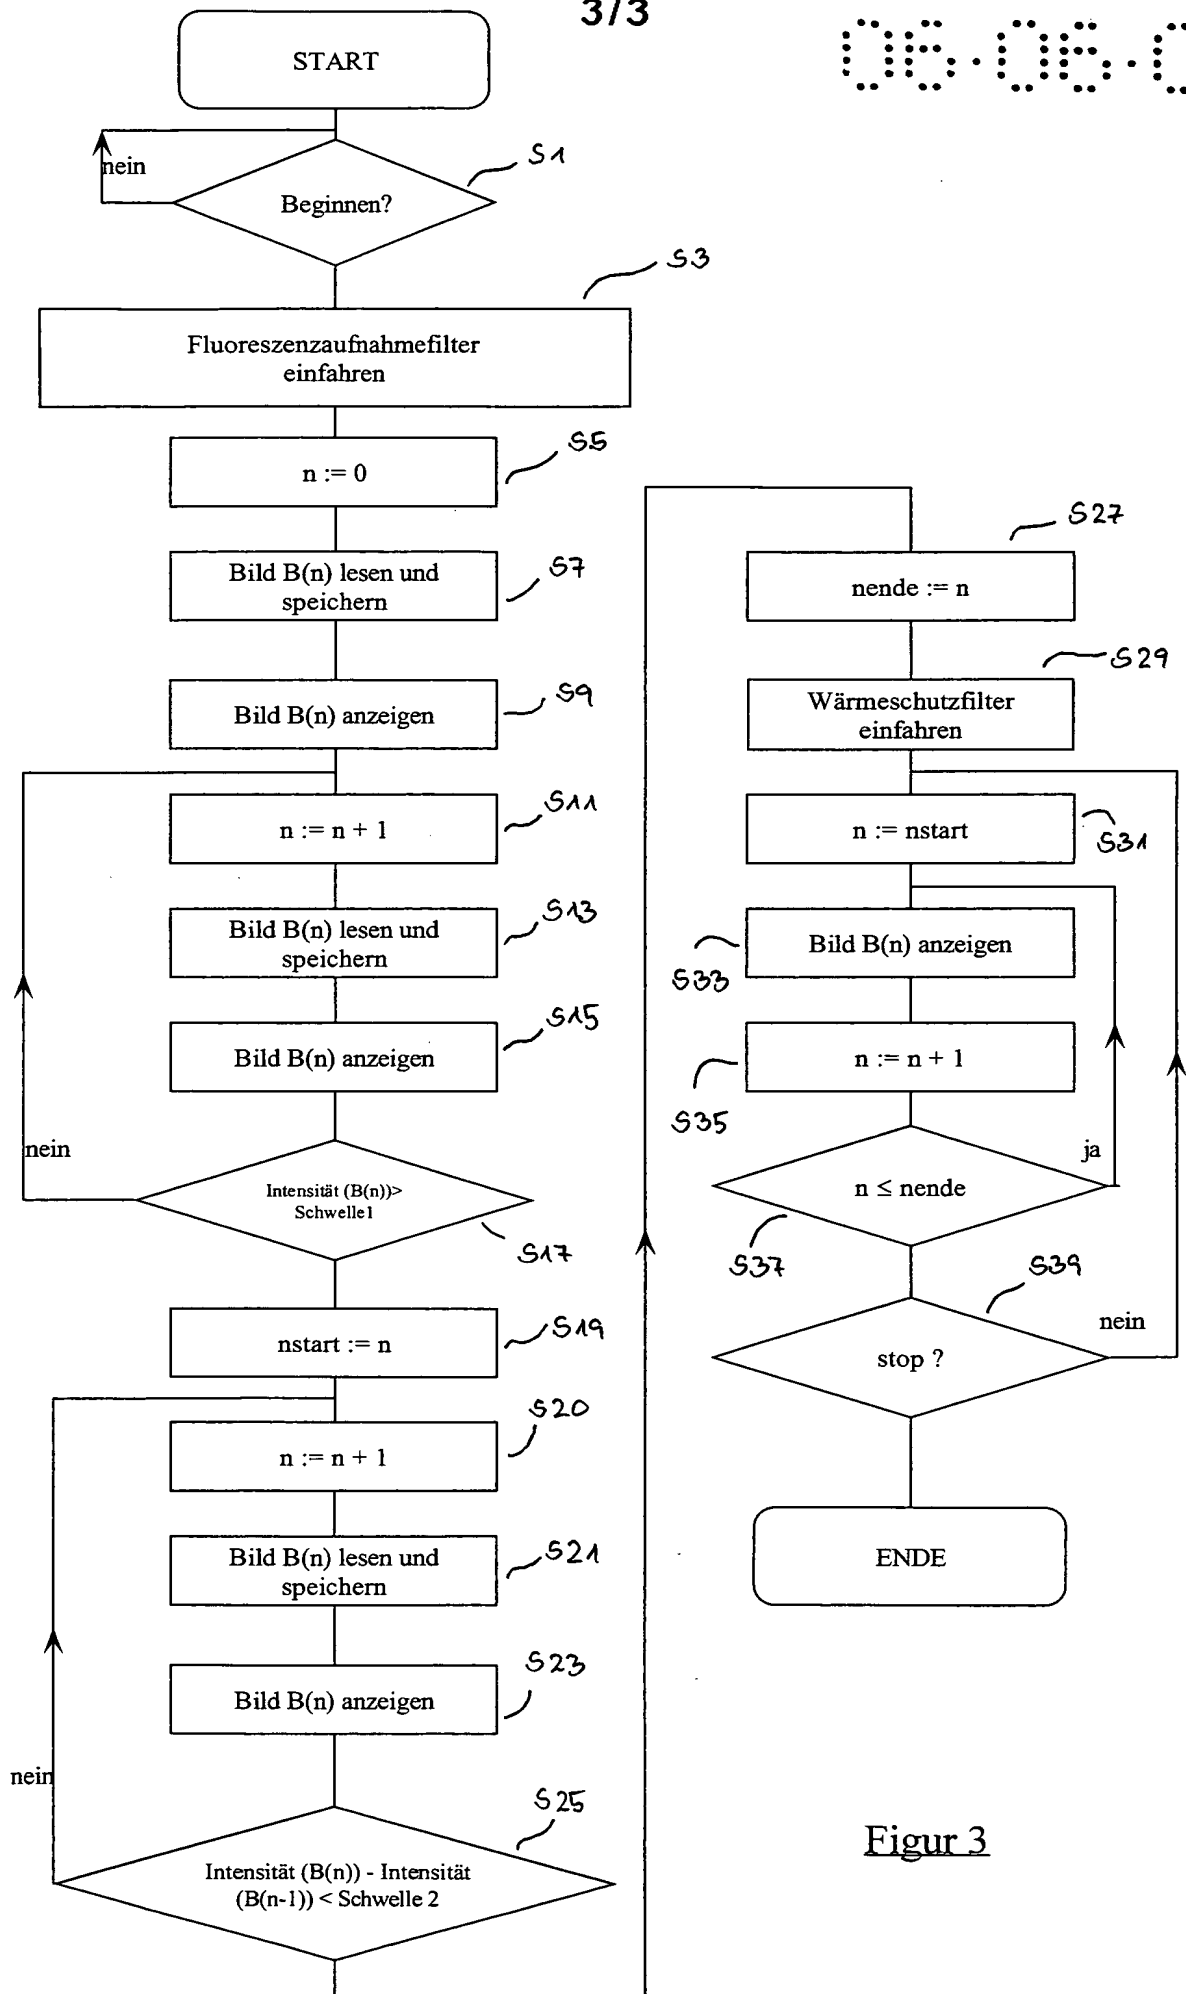 3/3
06·06·0
START
nein
S1
Beginnen?
S3
Fluoreszenzaufnahmefilter
einfahren
S5
n := 0
S7
Bild B(n) lesen und
speichern
S9
Bild B(n) anzeigen
S11
n := n + 1
S13
Bild B(n) lesen und
speichern
S15
Bild B(n) anzeigen
nein
Intensität (B(n))>
Schwelle1
S17
S19
nstart := n
S20
n := n + 1
S21
Bild B(n) lesen und
speichern
S23
Bild B(n) anzeigen
nein
S25
Intensität (B(n)) - Intensität
(B(n-1)) < Schwelle 2
S27
nende := n
S29
Wärmeschutzfilter
einfahren
n := nstart
S31
Bild B(n) anzeigen
S33
n := n + 1
S35
ja
n ≤ nende
S37
S39
nein
stop ?
ENDE
Figur 3